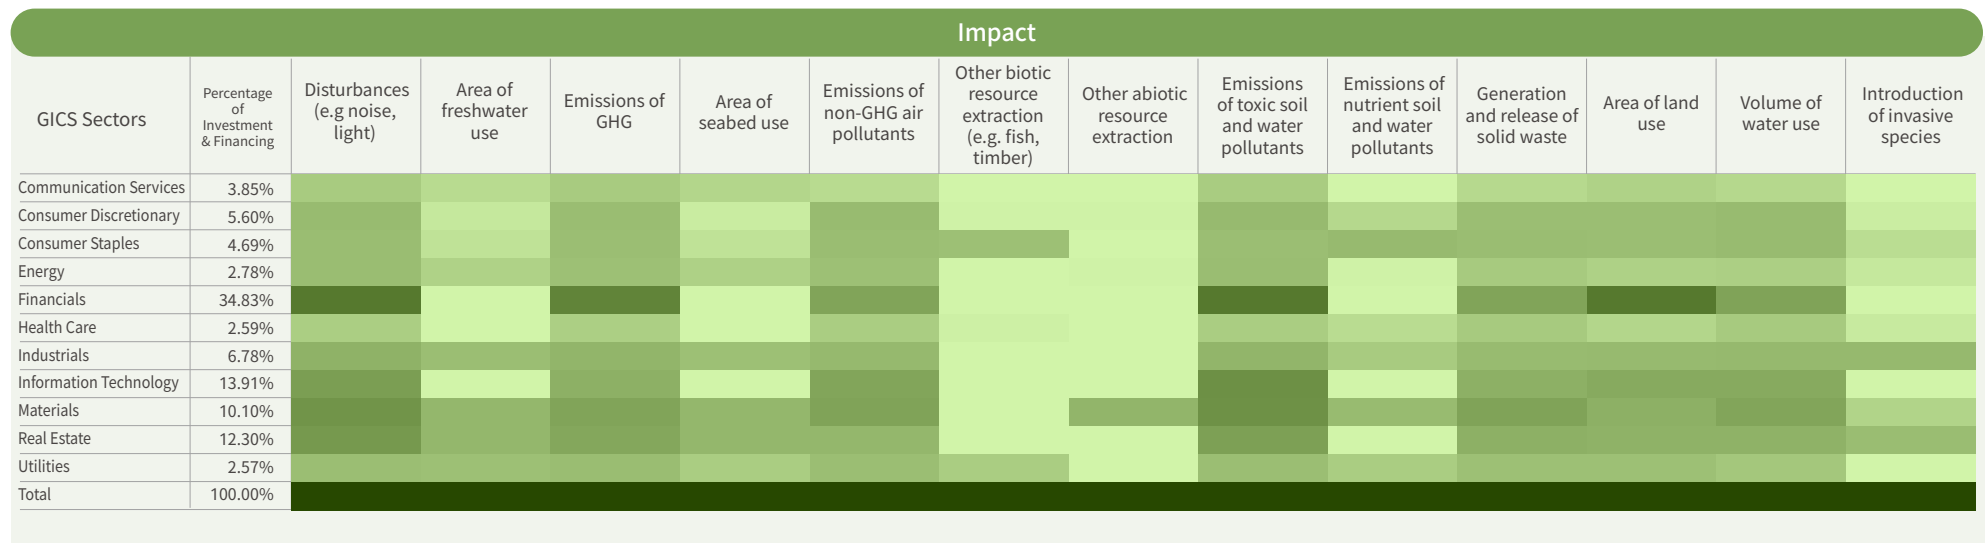 Impact
GICS Sectors
Percentage
of
Investment
& Financing
Disturbances
(e.g noise,
light)
Area of
freshwater
use
Emissions of
GHG
Area of
seabed use
Emissions of
non-GHG air
pollutants
Other biotic
resource
extraction
(e.g. fish,
timber)
Other abiotic
resource
extraction
Emissions
of toxic soil
and water
pollutants
Emissions of
nutrient soil
and water
pollutants
Generation
and release of
solid waste
Area of land
use
Volume of
water use
Introduction
of invasive
species
Communication Services 3.85%
Consumer Discretionary 5.60%
Consumer Staples 4.69%
Energy 2.78%
Financials 34.83%
Health Care 2.59%
Industrials 6.78%
Information Technology 13.91%
Materials 10.10%
Real Estate 12.30%
Utilities 2.57%
Total 100.00%